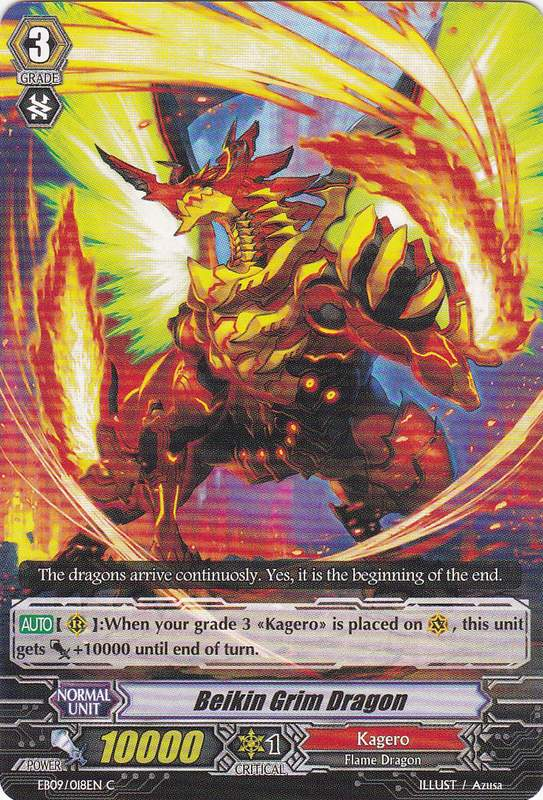 3
GRADE
The dragons arrive continuosly. Yes, it is the beginning of the end.
AUTO [ R ]:When your grade 3 «Kagero» is placed on V , this unit
gets +10000 until end of turn.
NORMAL
UNIT
Beikin Grim Dragon
POWER
10000
1
CRITICAL
Kagero
Flame Dragon
EB09/018EN C
ILLUST / Azusa